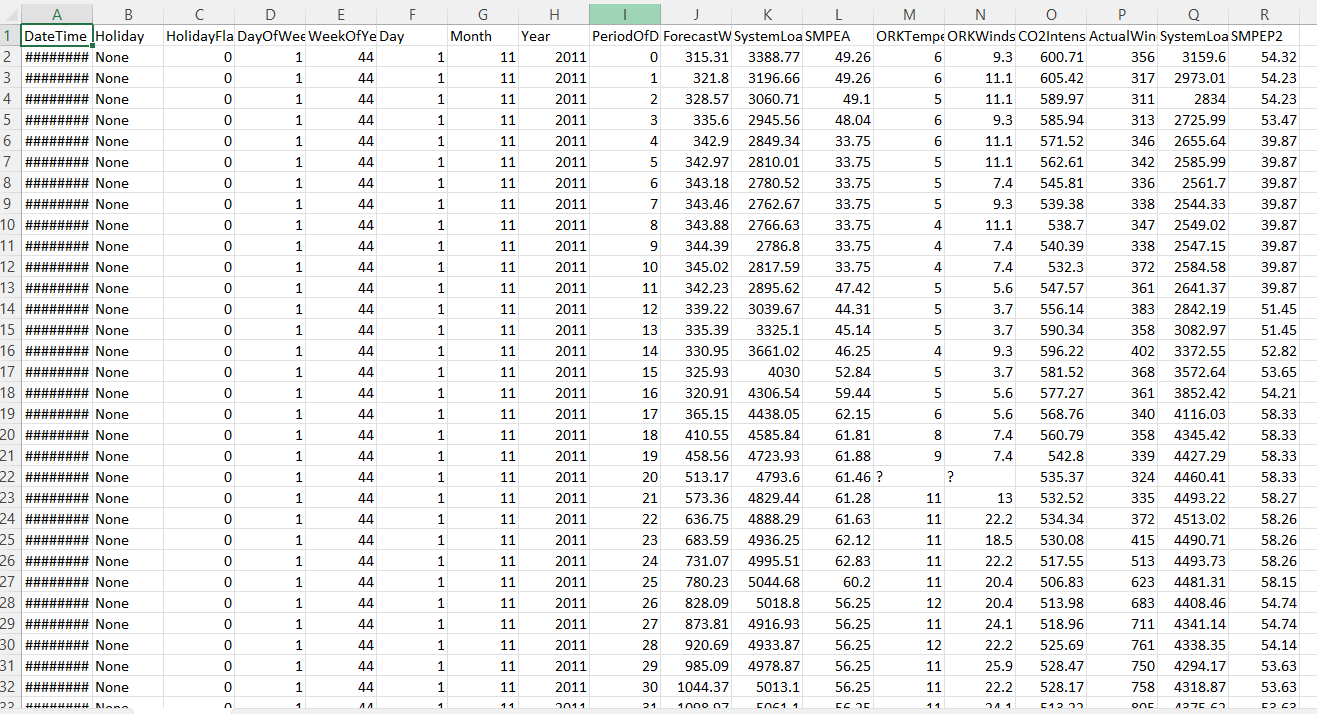 A B C D E F G H I J K L M N O P Q R
1 DateTime Holiday HolidayFla DayOfWee WeekOfYe Day Month Year PeriodOfD ForecastW SystemLoa SMPEA ORKTempe ORKWinds CO2Intens ActualWin SystemLoa SMPEP2
2 ######## None 0 1 44 1 11 2011 0 315.31 3388.77 49.26 6 9.3 600.71 356 3159.6 54.32
3 ######## None 0 1 44 1 11 2011 1 321.8 3196.66 49.26 6 11.1 605.42 317 2973.01 54.23
4 ######## None 0 1 44 1 11 2011 2 328.57 3060.71 49.1 5 11.1 589.97 311 2834 54.23
5 ######## None 0 1 44 1 11 2011 3 335.6 2945.56 48.04 6 9.3 585.94 313 2725.99 53.47
6 ######## None 0 1 44 1 11 2011 4 342.9 2849.34 33.75 6 11.1 571.52 346 2655.64 39.87
7 ######## None 0 1 44 1 11 2011 5 342.97 2810.01 33.75 5 11.1 562.61 342 2585.99 39.87
8 ######## None 0 1 44 1 11 2011 6 343.18 2780.52 33.75 5 7.4 545.81 336 2561.7 39.87
9 ######## None 0 1 44 1 11 2011 7 343.46 2762.67 33.75 5 9.3 539.38 338 2544.33 39.87
10 ######## None 0 1 44 1 11 2011 8 343.88 2766.63 33.75 4 11.1 538.7 347 2549.02 39.87
11 ######## None 0 1 44 1 11 2011 9 344.39 2786.8 33.75 4 7.4 540.39 338 2547.15 39.87
12 ######## None 0 1 44 1 11 2011 10 345.02 2817.59 33.75 4 7.4 532.3 372 2584.58 39.87
13 ######## None 0 1 44 1 11 2011 11 342.23 2895.62 47.42 5 5.6 547.57 361 2641.37 39.87
14 ######## None 0 1 44 1 11 2011 12 339.22 3039.67 44.31 5 3.7 556.14 383 2842.19 51.45
15 ######## None 0 1 44 1 11 2011 13 335.39 3325.1 45.14 5 3.7 590.34 358 3082.97 51.45
16 ######## None 0 1 44 1 11 2011 14 330.95 3661.02 46.25 4 9.3 596.22 402 3372.55 52.82
17 ######## None 0 1 44 1 11 2011 15 325.93 4030 52.84 5 3.7 581.52 368 3572.64 53.65
18 ######## None 0 1 44 1 11 2011 16 320.91 4306.54 59.44 5 5.6 577.27 361 3852.42 54.21
19 ######## None 0 1 44 1 11 2011 17 365.15 4438.05 62.15 6 5.6 568.76 340 4116.03 58.33
20 ######## None 0 1 44 1 11 2011 18 410.55 4585.84 61.81 8 7.4 560.79 358 4345.42 58.33
21 ######## None 0 1 44 1 11 2011 19 458.56 4723.93 61.88 9 7.4 542.8 339 4427.29 58.33
22 ######## None 0 1 44 1 11 2011 20 513.17 4793.6 61.46 ? ? 535.37 324 4460.41 58.33
23 ######## None 0 1 44 1 11 2011 21 573.36 4829.44 61.28 11 13 532.52 335 4493.22 58.27
24 ######## None 0 1 44 1 11 2011 22 636.75 4888.29 61.63 11 22.2 534.34 372 4513.02 58.26
25 ######## None 0 1 44 1 11 2011 23 683.59 4936.25 62.12 11 18.5 530.08 415 4490.71 58.26
26 ######## None 0 1 44 1 11 2011 24 731.07 4995.51 62.83 11 22.2 517.55 513 4493.73 58.26
27 ######## None 0 1 44 1 11 2011 25 780.23 5044.68 60.2 11 20.4 506.83 623 4481.31 58.15
28 ######## None 0 1 44 1 11 2011 26 828.09 5018.8 56.25 12 20.4 513.98 683 4408.46 54.74
29 ######## None 0 1 44 1 11 2011 27 873.81 4916.93 56.25 11 24.1 518.96 711 4341.14 54.74
30 ######## None 0 1 44 1 11 2011 28 920.69 4933.87 56.25 12 22.2 525.69 761 4338.35 54.14
31 ######## None 0 1 44 1 11 2011 29 985.09 4978.87 56.25 11 25.9 528.47 750 4294.17 53.63
32 ######## None 0 1 44 1 11 2011 30 1044.37 5013.1 56.25 11 22.2 528.17 758 4318.87 53.63